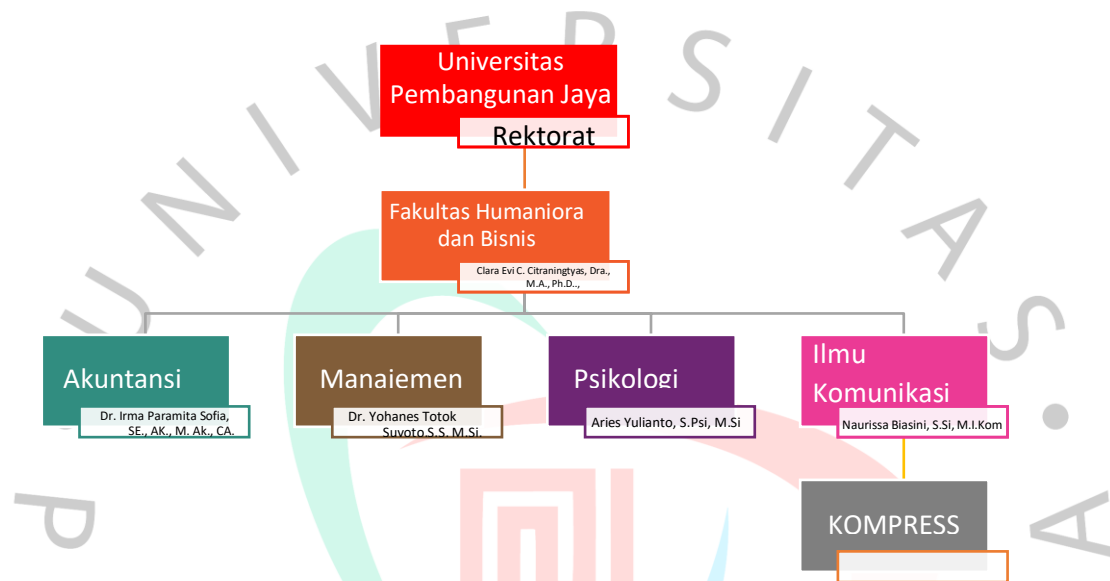 UNIVERSITAS
Universitas
Pembangunan Jaya
Rektorat
Fakultas Humaniora
dan Bisnis
Clara Evi C. Citraningtyas, Dra.,
M.A., Ph.D..,
Akuntansi
Dr. Irma Paramita Sofia,
SE., AK., M. Ak., CA.
Manajemen
Dr. Yohanes Totok
Suyoto.S.S. M.Si.
Psikologi
Aries Yulianto, S.Psi, M.Si
Ilmu
Komunikasi
Naurissa Biasini, S.Si, M.I.Kom
KOMPRESS